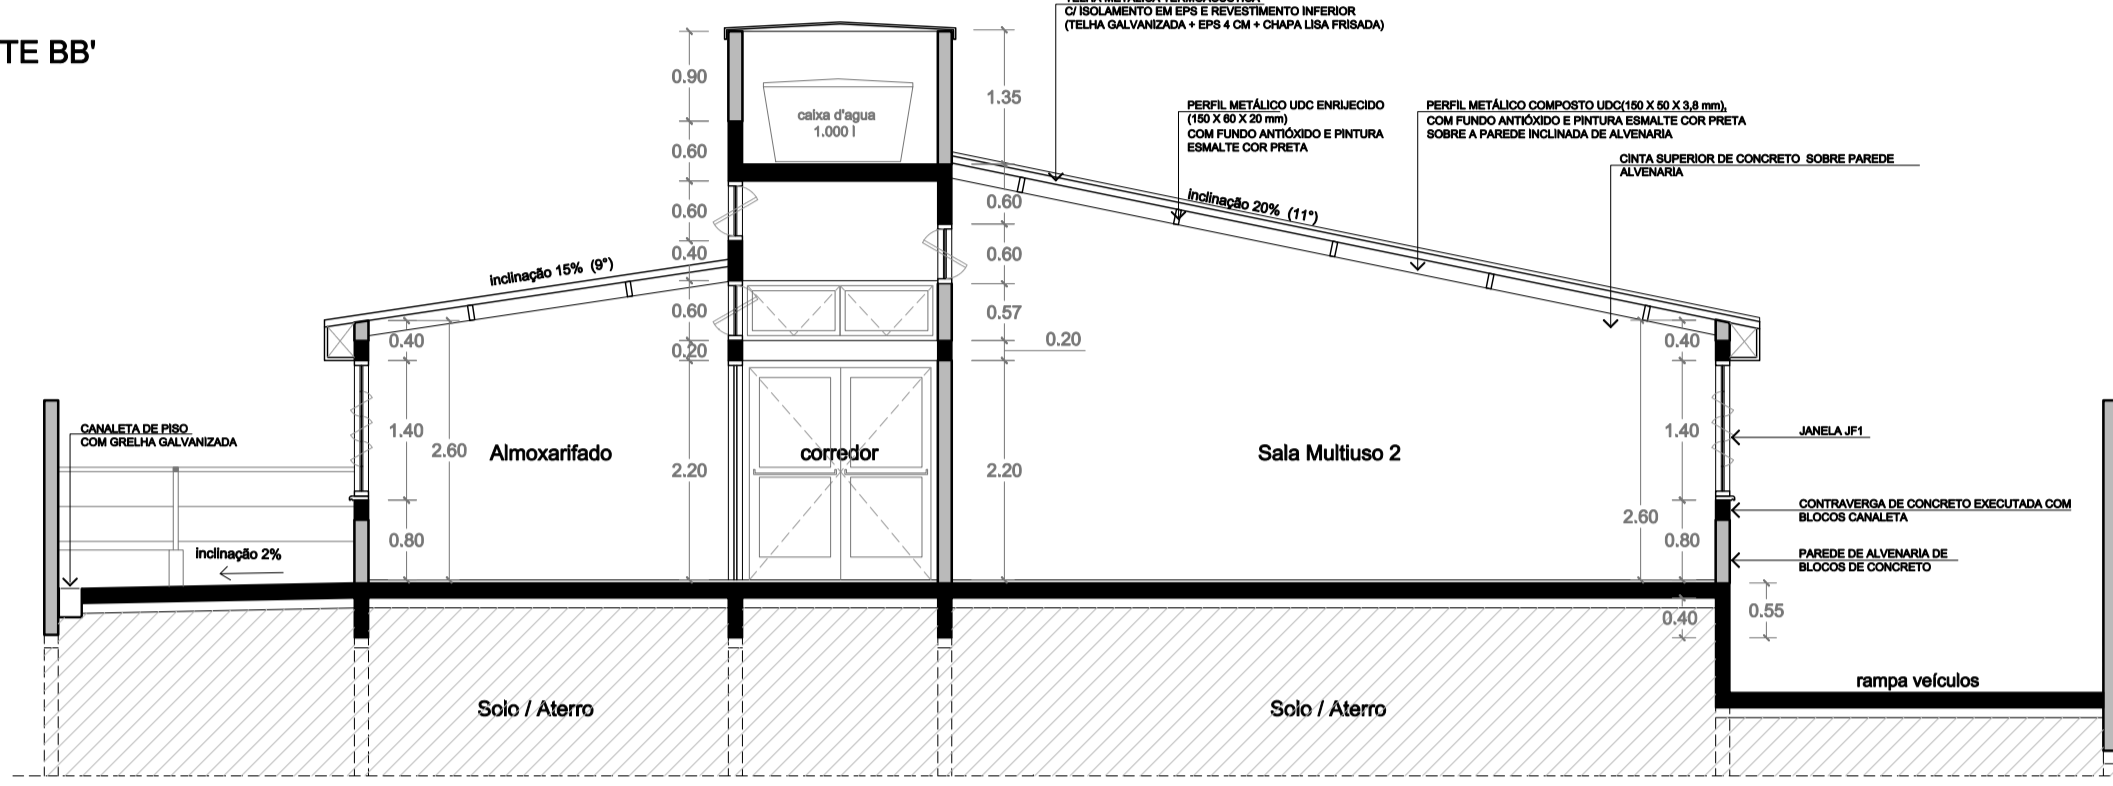 TE BB'
C/ ISOLAMENTO EM EPS E REVESTIMENTO INFERIOR
(TELHA GALVANIZADA + EPS 4 CM + CHAPA LISA FRISADA)
PERFIL METÁLICO UDC ENRIJECIDO
(150 X 60 X 20 mm)
COM FUNDO ANTIÓXIDO E PINTURA
ESMALTE COR PRETA
PERFIL METÁLICO COMPOSTO UDC(150 X 50 X 3,8 mm),
COM FUNDO ANTIÓXIDO E PINTURA ESMALTE COR PRETA
SOBRE A PAREDE INCLINADA DE ALVENARIA
CINTA SUPERIOR DE CONCRETO SOBRE PAREDE
ALVENARIA
caixa d'agua
1.000 l
0.90
0.60
0.60
0.40
0.60
0.20
2.20
1.35
0.60
0.60
0.57
0.20
2.20
inclinação 15% (9°)
inclinação 20% (11°)
0.40
1.40
0.80
2.60
CANALETA DE PISO
COM GRELHA GALVANIZADA
inclinação 2%
Almoxarifado
corredor
Sala Multiuso 2
2.60
0.40
1.40
0.80
0.40
0.55
JANELA JF1
CONTRAVERGA DE CONCRETO EXECUTADA COM
BLOCOS CANALETA
PAREDE DE ALVENARIA DE
BLOCOS DE CONCRETO
rampa veículos
Solo / Aterro
Solo / Aterro